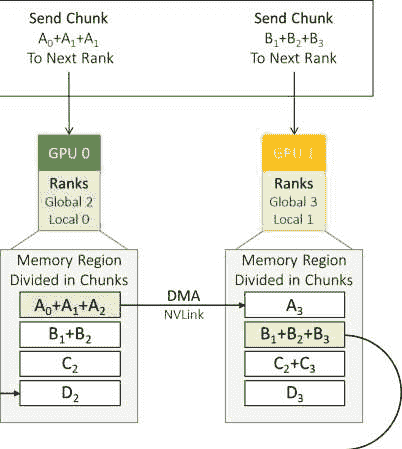 Send Chunk
A₀+A₁+A₁
To Next Rank
Send Chunk
B₁+B₂+B₃
To Next Rank
GPU 0
Ranks
Global 2
Local 0
GPU 1
Ranks
Global 3
Local 1
Memory Region
Divided in Chunks
A₀+A₁+A₂
B₁+B₂
C₂
D₂
DMA
NVLink
Memory Region
Divided in Chunks
A₃
B₁+B₂+B₃
C₂+C₃
D₃